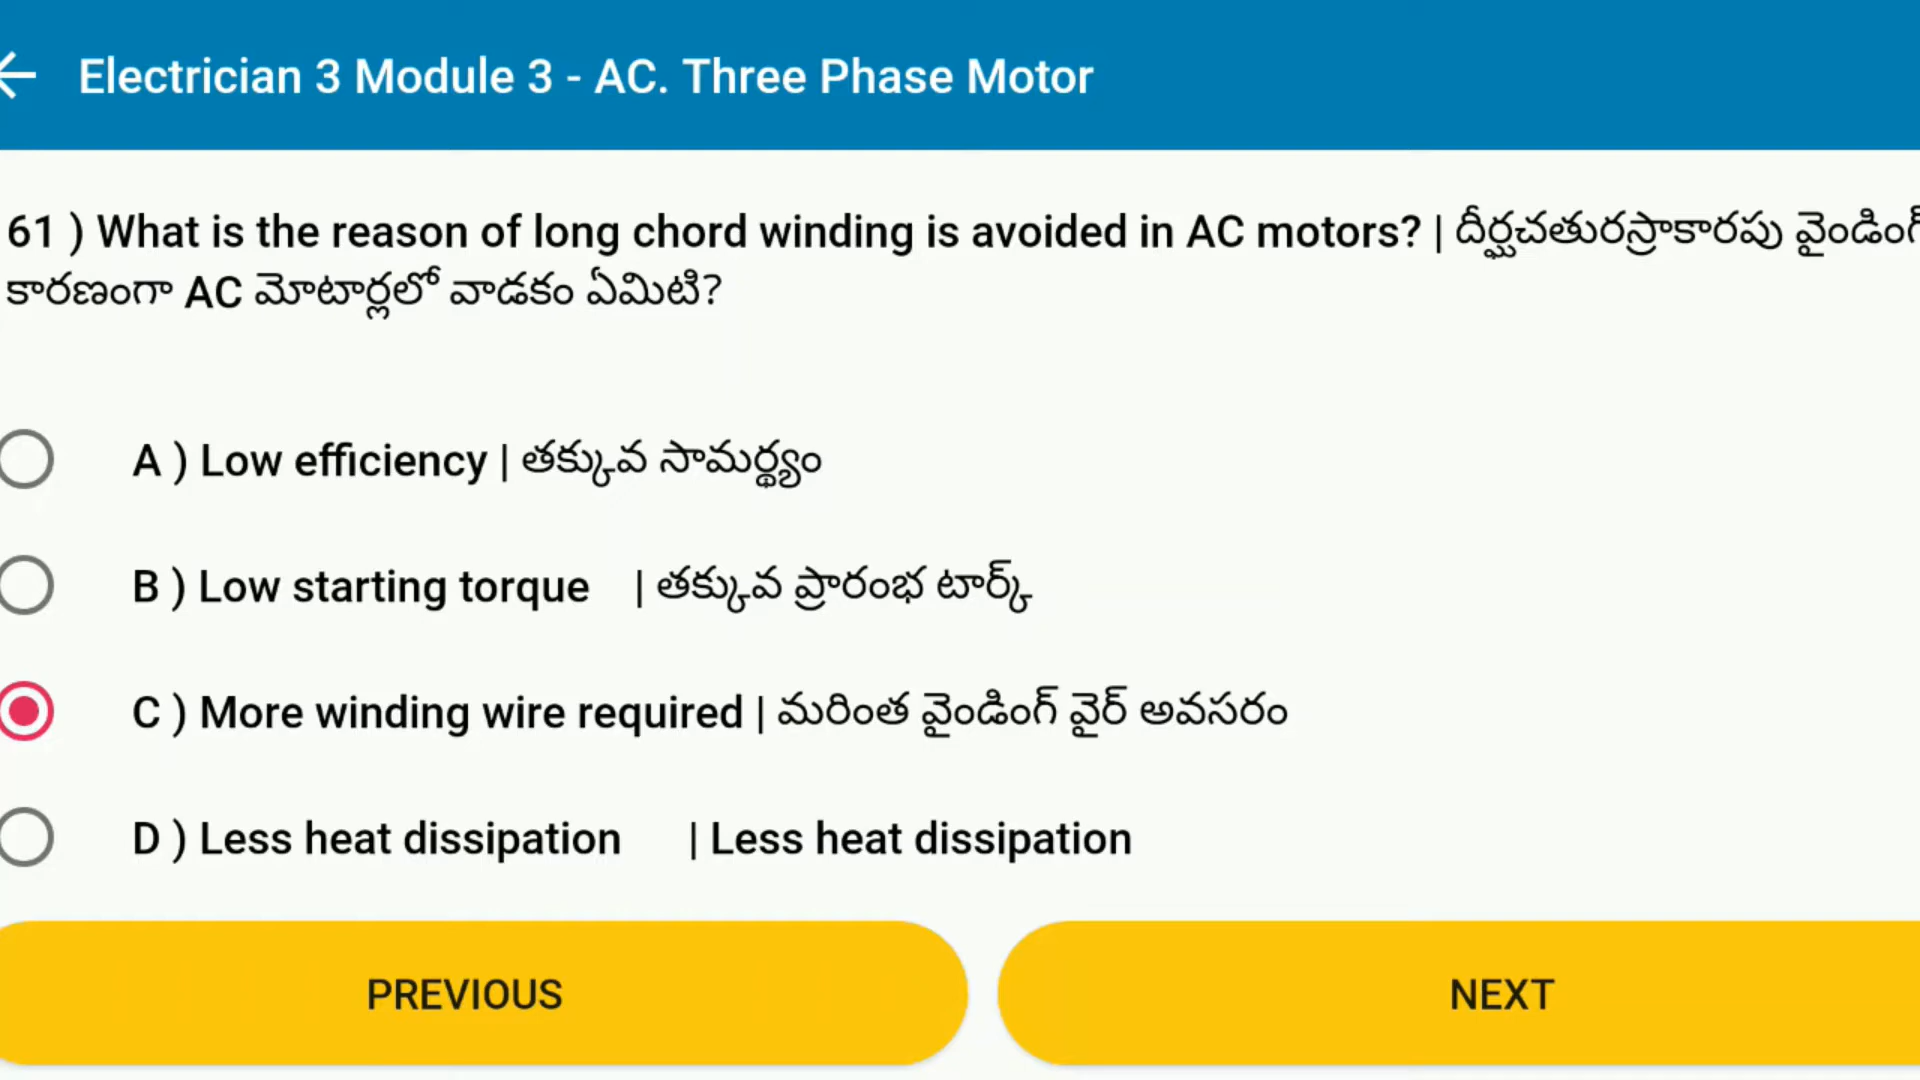 Electrician 3 Module 3 - AC. Three Phase Motor
61 ) What is the reason of long chord winding is avoided in AC motors? | దీర్ఘచతురస్రాకారపు వైండింగ్
కారణంగా AC మోటార్లలో వాడకం ఏమిటి?
A ) Low efficiency | తక్కువ సామర్థ్యం
B ) Low starting torque | తక్కువ ప్రారంభ టార్క్
C ) More winding wire required | మరింత వైండింగ్ వైర్ అవసరం
D ) Less heat dissipation | Less heat dissipation
PREVIOUS
NEXT